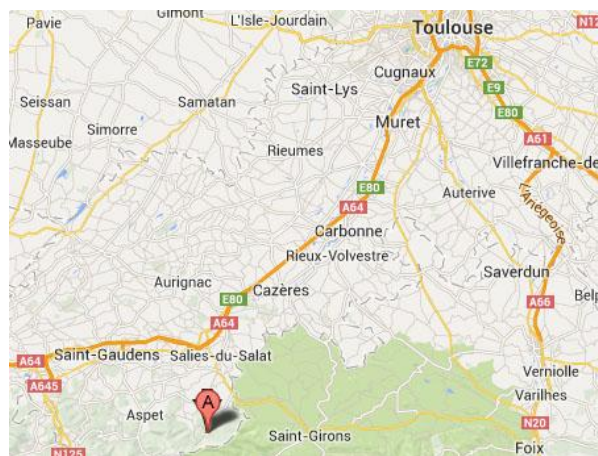 Pavie
Gimont
L'Isle-Jourdain
Toulouse
N12
E72
Cugnaux
E9
Saint-Lys
Seissan
Samatan
E80
Simorre
Muret
A61
Masseube
Rieumes
Villefranche-de
E80
Auterive
A64
L'Ariégeoise
Carbonne
Rieux-Volvestre
Saverdun
Aurignac
Cazères
E80
A66
Belp
A64
A64
Saint-Gaudens
Salies-du-Salat
Verniolle
A645
Varilhes
Aspet
A
N20
Saint-Girons
Foix
N125